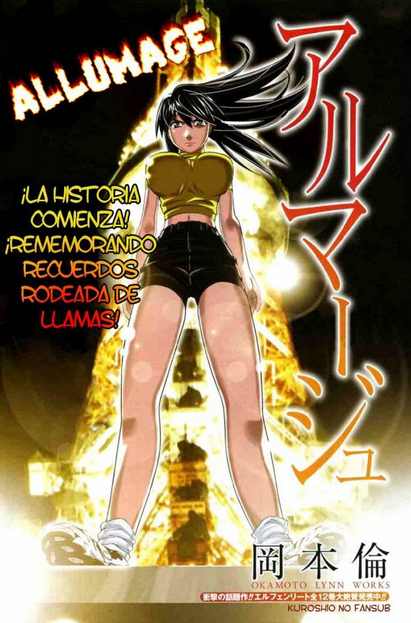 ALLUMAGE
アルマージュ
¡LA HISTORIA
COMIENZA!
¡REMEMORANDO
RECUERDOS
RODEADA DE
LLAMAS!
岡本倫
OKAMOTO LYNN WORKS
衝撃の話題作!!エルフェンリート全12巻大絶賛発売中!!
KUROSHIO NO FANSUB